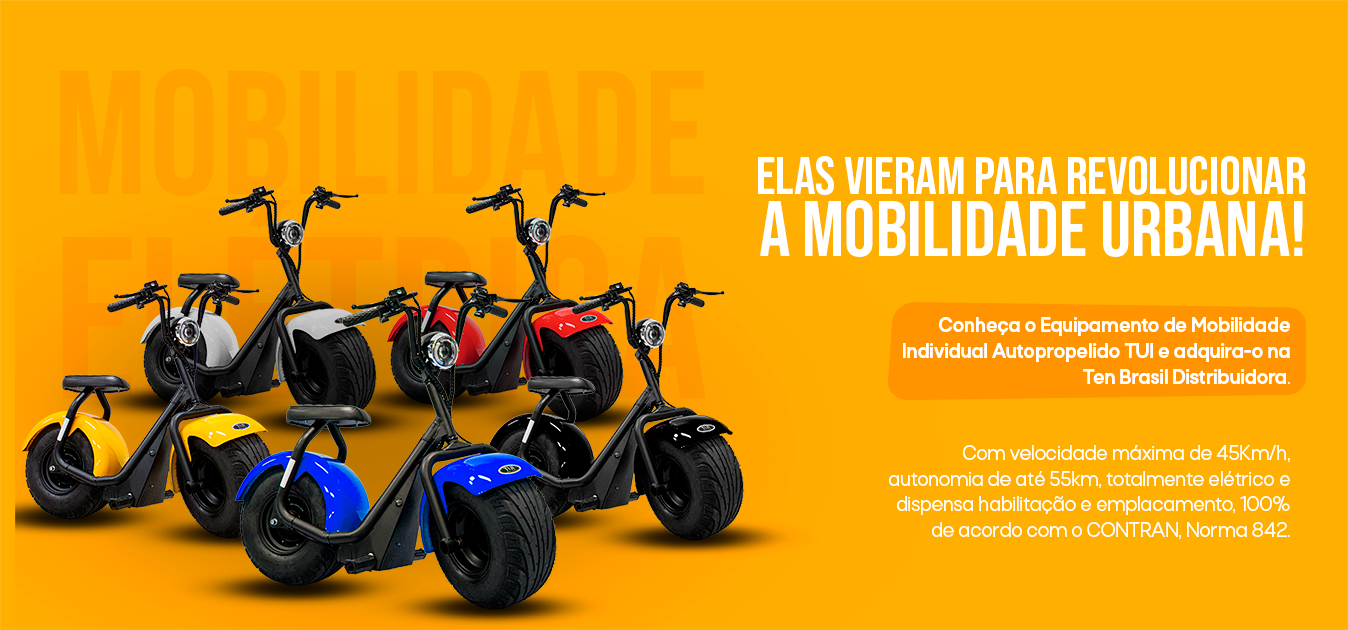 MOBILIDADE
ELÉTRICA
ELAS VIERAM PARA REVOLUCIONAR
A MOBILIDADE URBANA!
Conheça o Equipamento de Mobilidade
Individual Autopropelido TUI e adquira-o na
Ten Brasil Distribuidora.
Com velocidade máxima de 45Km/h,
autonomia de até 55km, totalmente elétrico e
dispensa habilitação e emplacamento, 100%
de acordo com o CONTRAN, Norma 842.